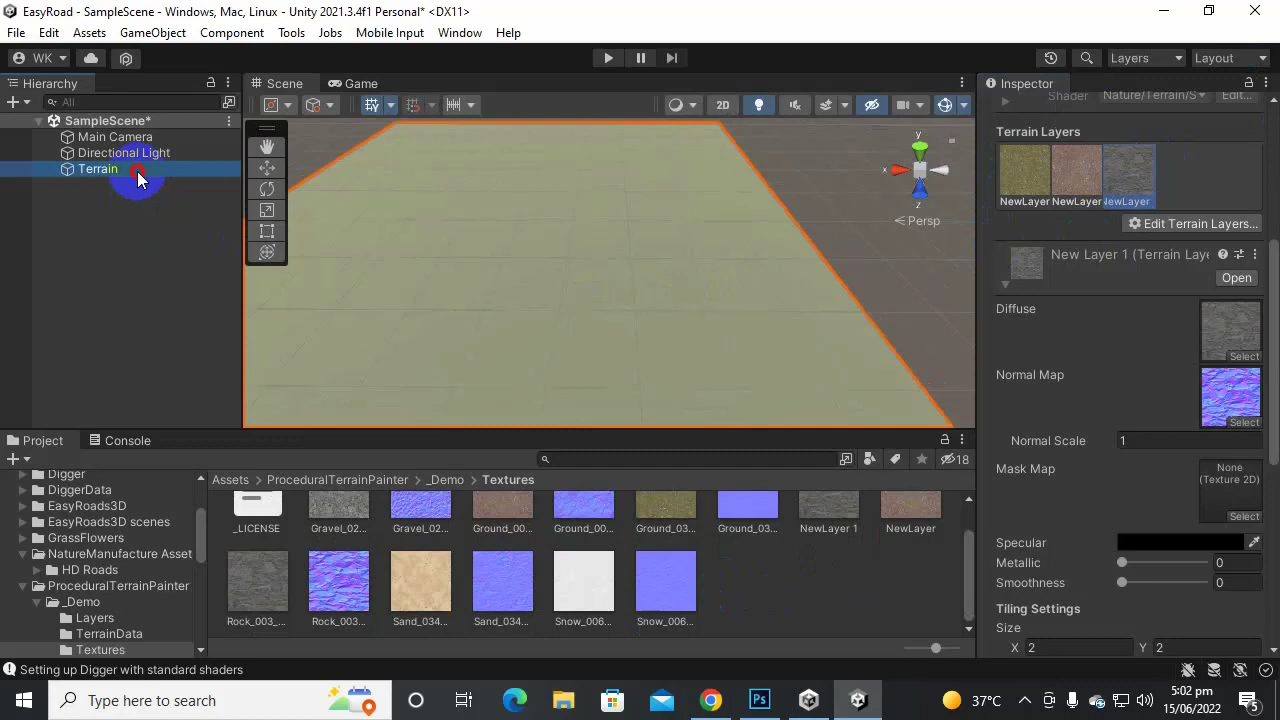 EasyRoad - SampleScene - Windows, Mac, Linux - Unity 2021.3.4f1 Personal* <DX11>
File Edit Assets GameObject Component Tools Jobs Mobile Input Window Help
WK Layers Layout
Hierarchy
All
SampleScene*
Main Camera
Directional Light
Terrain
Scene Game
2D
y
x
z
Persp
Inspector
Shader Nature/Terrain/S Edit...
Terrain Layers
NewLayer NewLayer NewLayer
Edit Terrain Layers...
New Layer 1 (Terrain Laye
Open
Diffuse
Select
Normal Map
Select
Normal Scale 1
Mask Map
None
(Texture 2D)
Select
Specular
Metallic 0
Smoothness 0
Tiling Settings
Size
X 2 Y 2
Project Console
18
Digger
DiggerData
EasyRoads3D
EasyRoads3D scenes
GrassFlowers
NatureManufacture Asset
HD Roads
ProceduralTerrainPainter
_Demo
Layers
TerrainData
Textures
Assets ProceduralTerrainPainter _Demo Textures
_LICENSE Gravel_02... Gravel_02... Ground_00... Ground_00... Ground_03... Ground_03... NewLayer 1 NewLayer
Rock_003_... Rock_003... Sand_034... Sand_034... Snow_006... Snow_006...
Setting up Digger with standard shaders
Type here to search
Ps
37°C
5:02 pm
15/06/2022
5